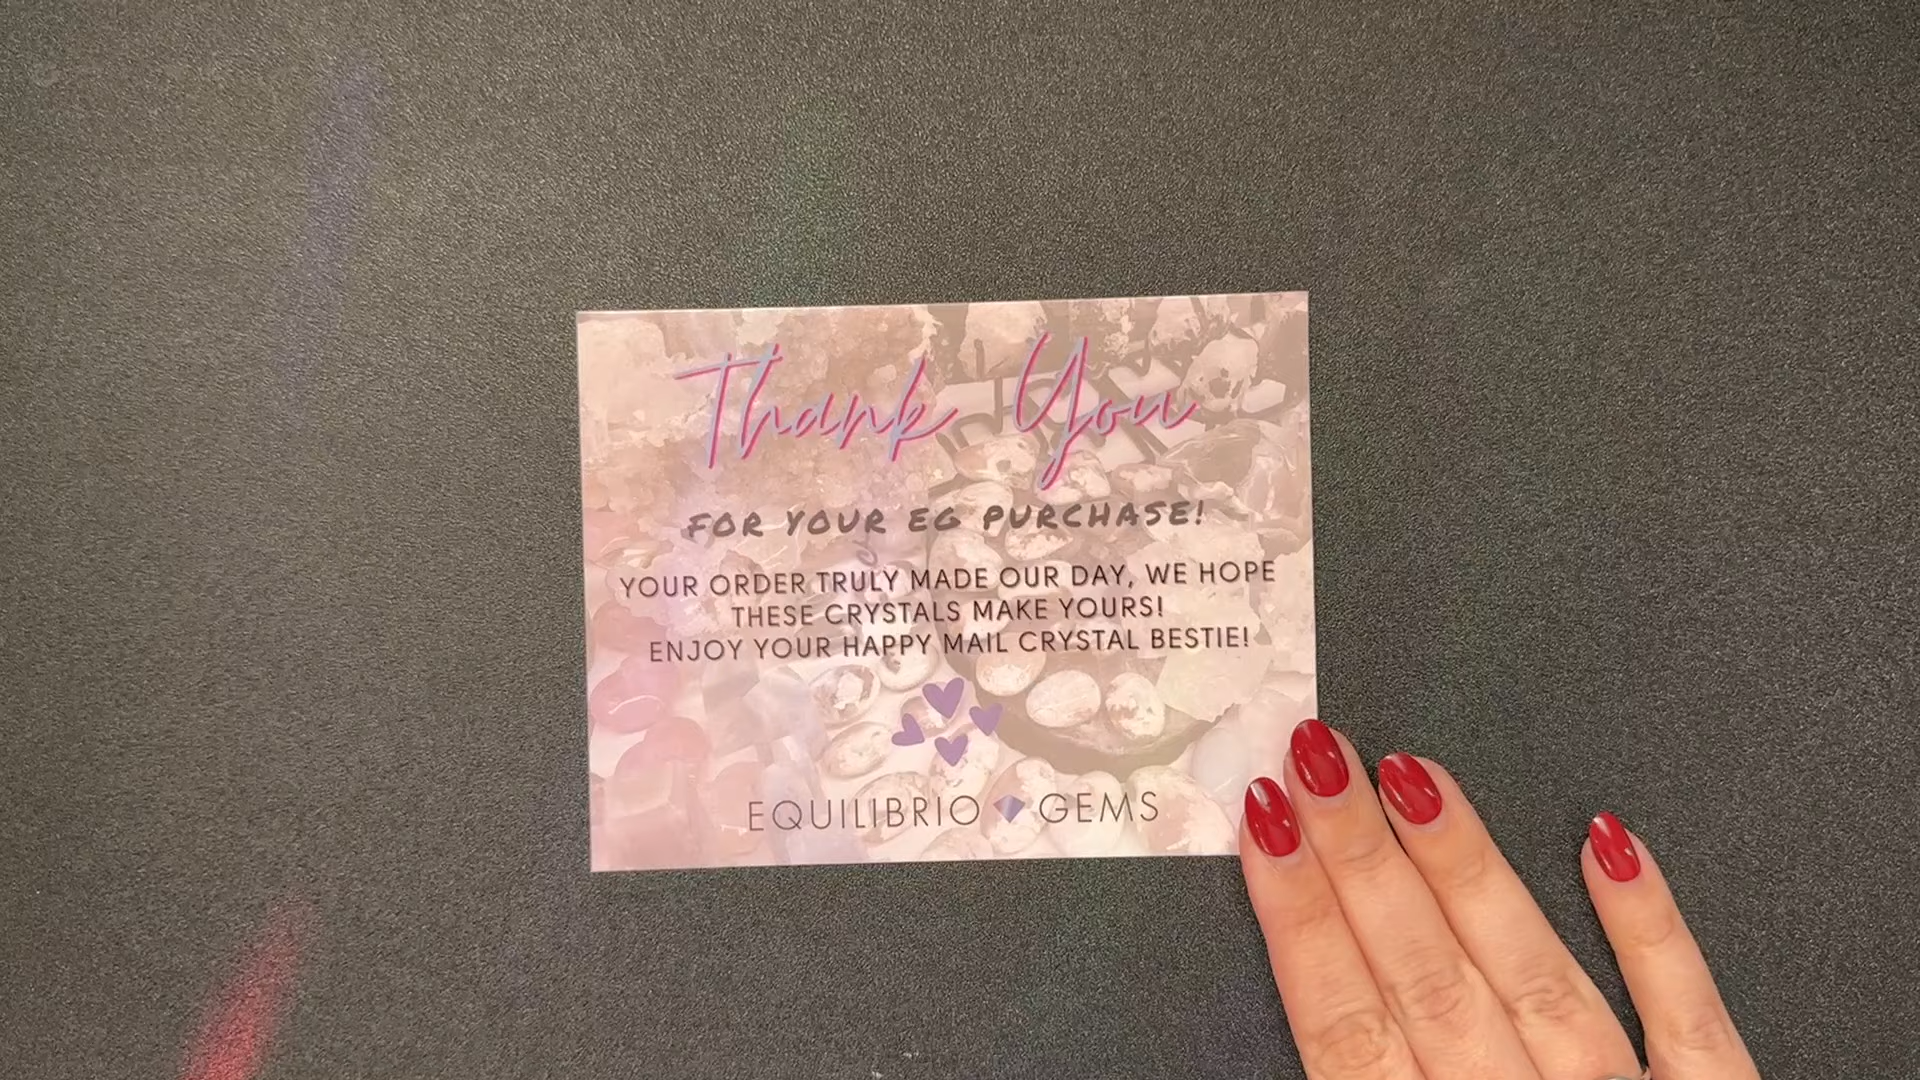 Thank You
FOR YOUR EG PURCHASE!
YOUR ORDER TRULY MADE OUR DAY, WE HOPE
THESE CRYSTALS MAKE YOURS!
ENJOY YOUR HAPPY MAIL CRYSTAL BESTIE!
EQUILIBRIO GEMS